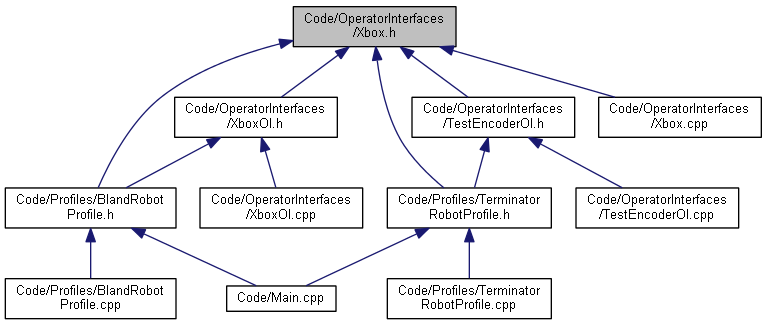 Code/OperatorInterfaces
/Xbox.h
Code/OperatorInterfaces
/XboxOI.h
Code/OperatorInterfaces
/TestEncoderOI.h
Code/OperatorInterfaces
/Xbox.cpp
Code/Profiles/BlandRobot
Profile.h
Code/OperatorInterfaces
/XboxOI.cpp
Code/Profiles/Terminator
RobotProfile.h
Code/OperatorInterfaces
/TestEncoderOI.cpp
Code/Profiles/BlandRobot
Profile.cpp
Code/Main.cpp
Code/Profiles/Terminator
RobotProfile.cpp